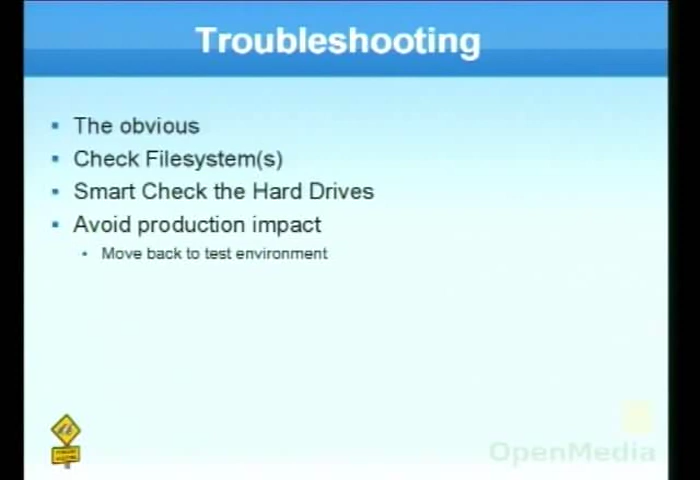 Troubleshooting
The obvious
Check Filesystem(s)
Smart Check the Hard Drives
Avoid production impact
Move back to test environment
OpenMedia